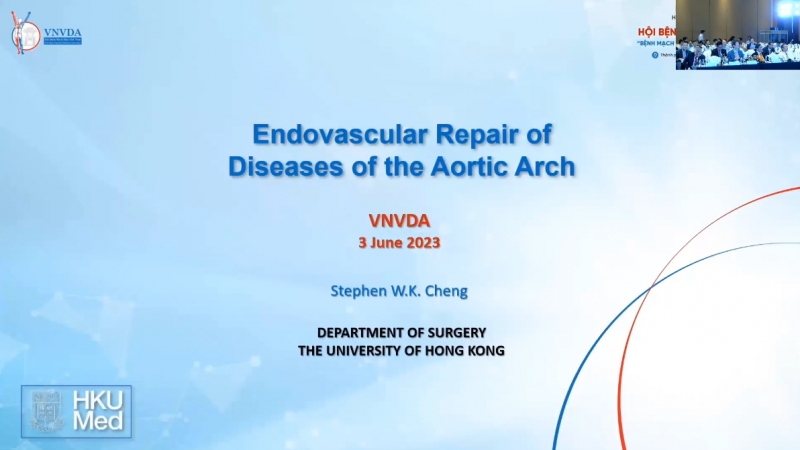 VNVDA
HỘI BỆN
"BỆNH MẠCH
Endovascular Repair of
Diseases of the Aortic Arch
VNVDA
3 June 2023
Stephen W.K. Cheng
DEPARTMENT OF SURGERY
THE UNIVERSITY OF HONG KONG
HKU
Med